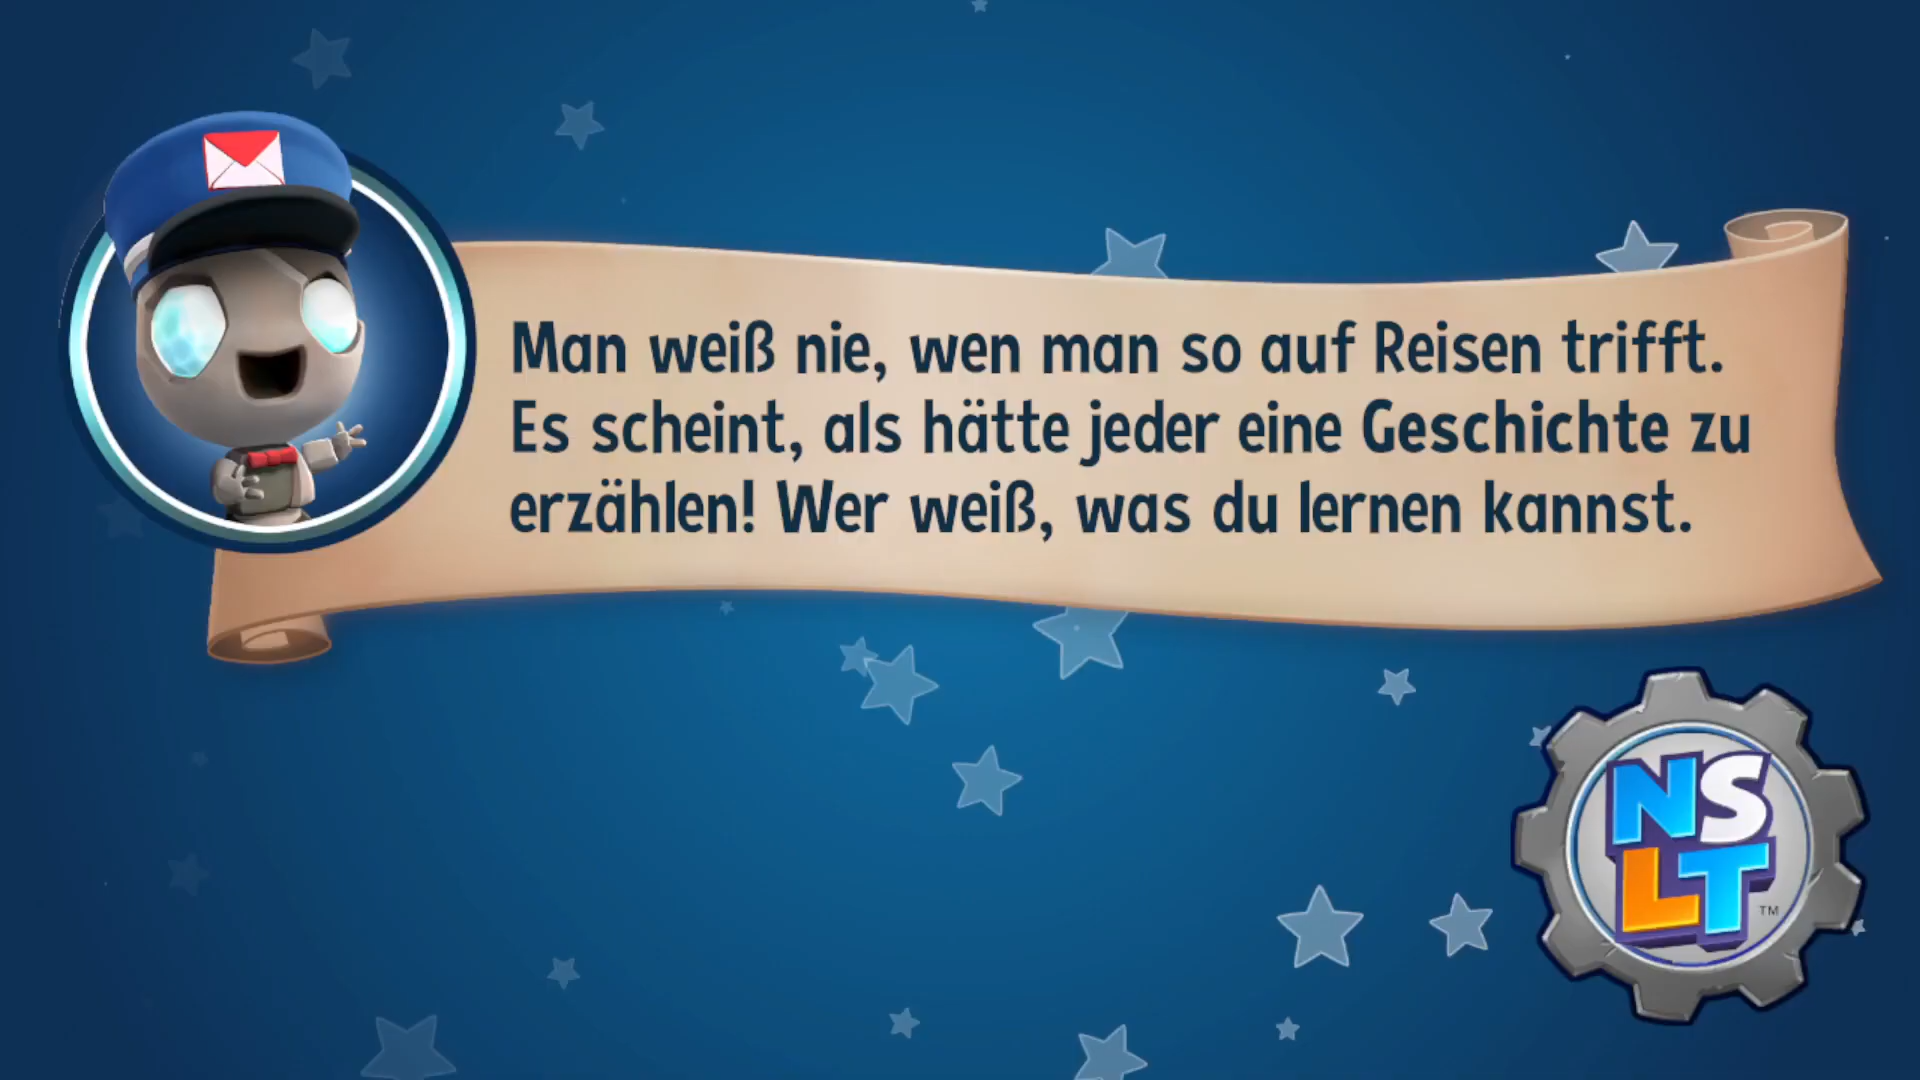 Man weiß nie, wen man so auf Reisen trifft.
Es scheint, als hätte jeder eine Geschichte zu
erzählen! Wer weiß, was du lernen kannst.
NS
LT
TM